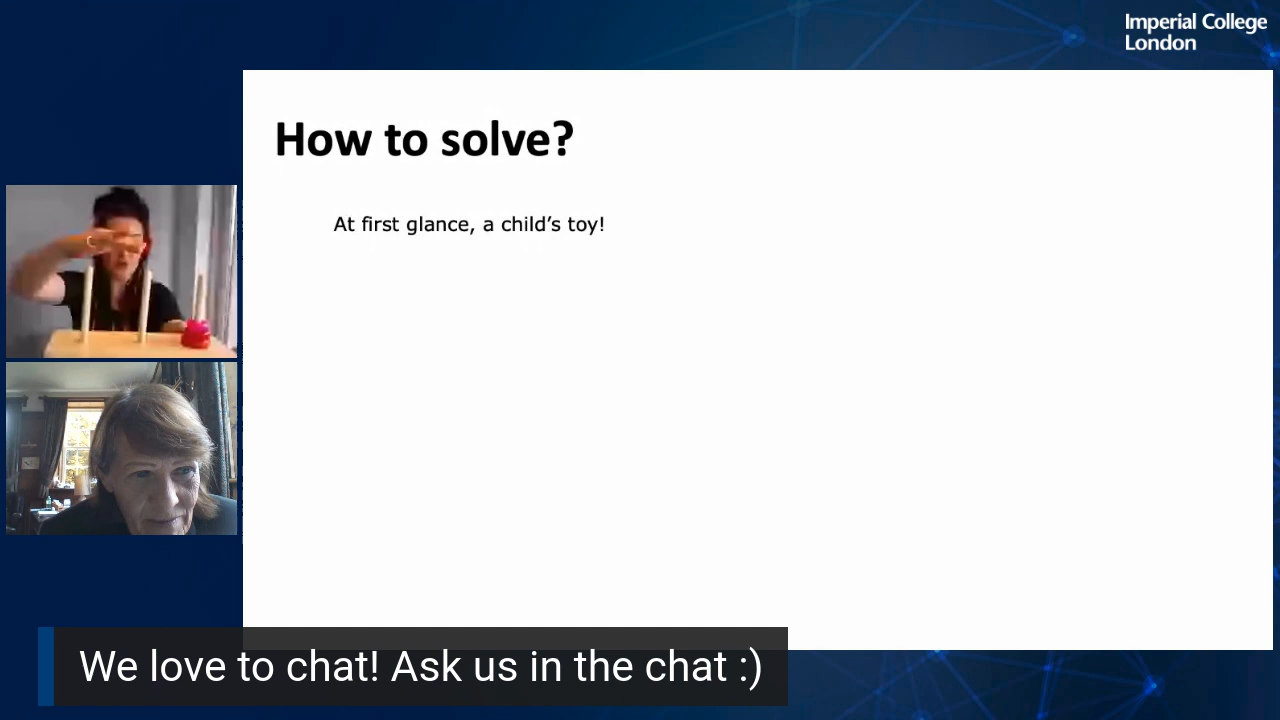 Imperial College
London
How to solve?
At first glance, a child’s toy!
We love to chat! Ask us in the chat :)